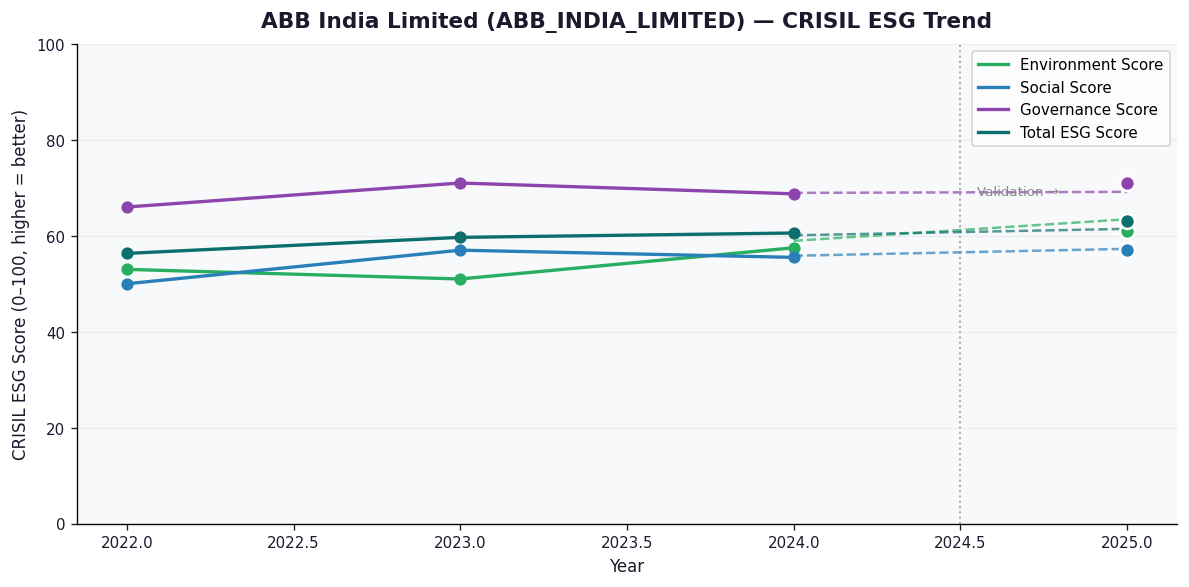 ABB India Limited (ABB_INDIA_LIMITED) — CRISIL ESG Trend
CRISIL ESG Score (0–100, higher = better)
100
80
60
40
20
0
Environment Score
Social Score
Governance Score
Total ESG Score
Validation →
2022.0
2022.5
2023.0
2023.5
2024.0
2024.5
2025.0
Year